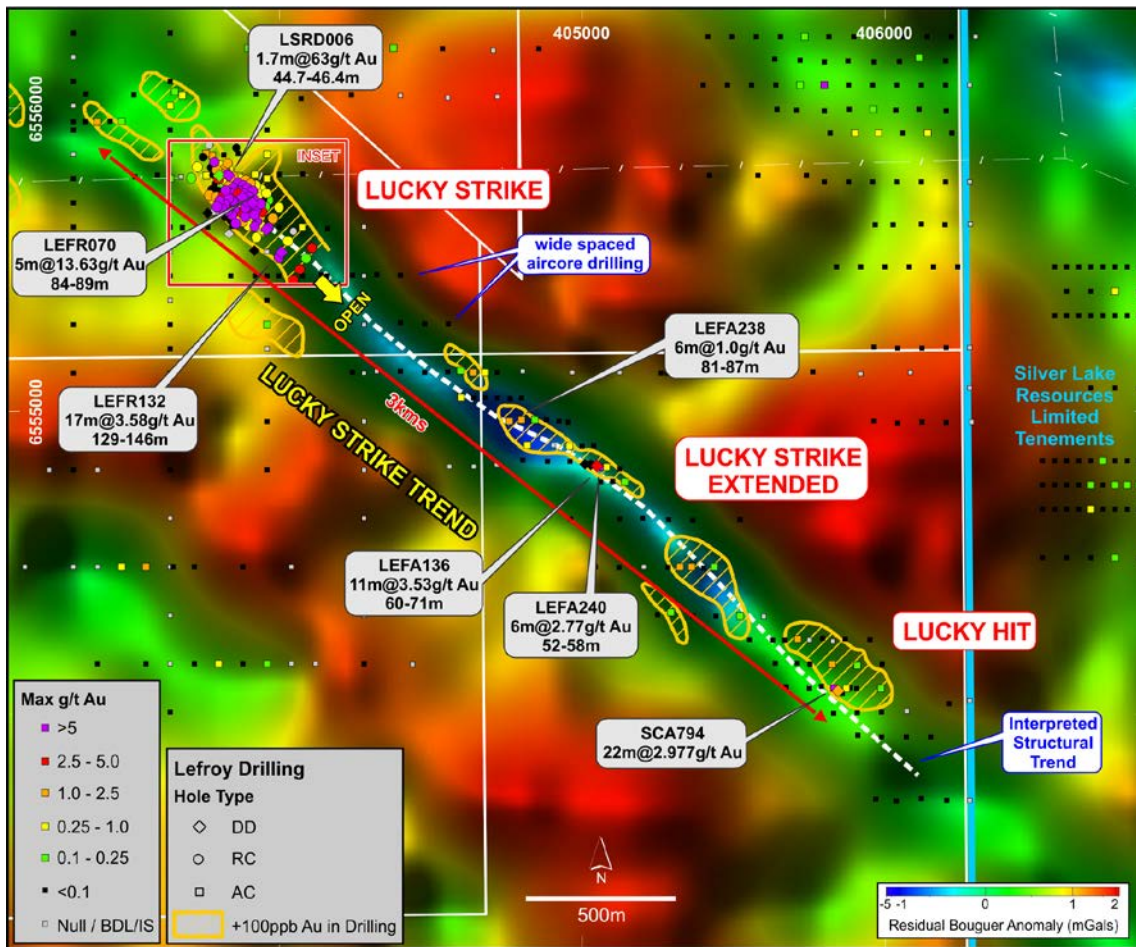 405000
406000
6556000
6555000
LSRD006
1.7m@63g/t Au
44.7-46.4m
INSET
LUCKY STRIKE
LEFR070
5m@13.63g/t Au
84-89m
wide spaced
aircore drilling
OPEN
LEFR132
17m@3.58g/t Au
129-146m
LEFA238
6m@1.0g/t Au
81-87m
Silver Lake
Resources
Limited
Tenements
3kms
LUCKY STRIKE TREND
LUCKY STRIKE
EXTENDED
LEFA136
11m@3.53g/t Au
60-71m
LEFA240
6m@2.77g/t Au
52-58m
LUCKY HIT
SCA794
22m@2.977g/t Au
Interpreted
Structural
Trend
Max g/t Au
>5
2.5 - 5.0
1.0 - 2.5
0.25 - 1.0
0.1 - 0.25
<0.1
Null / BDL/IS
Lefroy Drilling
Hole Type
DD
RC
AC
+100ppb Au in Drilling
N
500m
-5 -1 0 1 2
Residual Bouguer Anomaly (mGals)